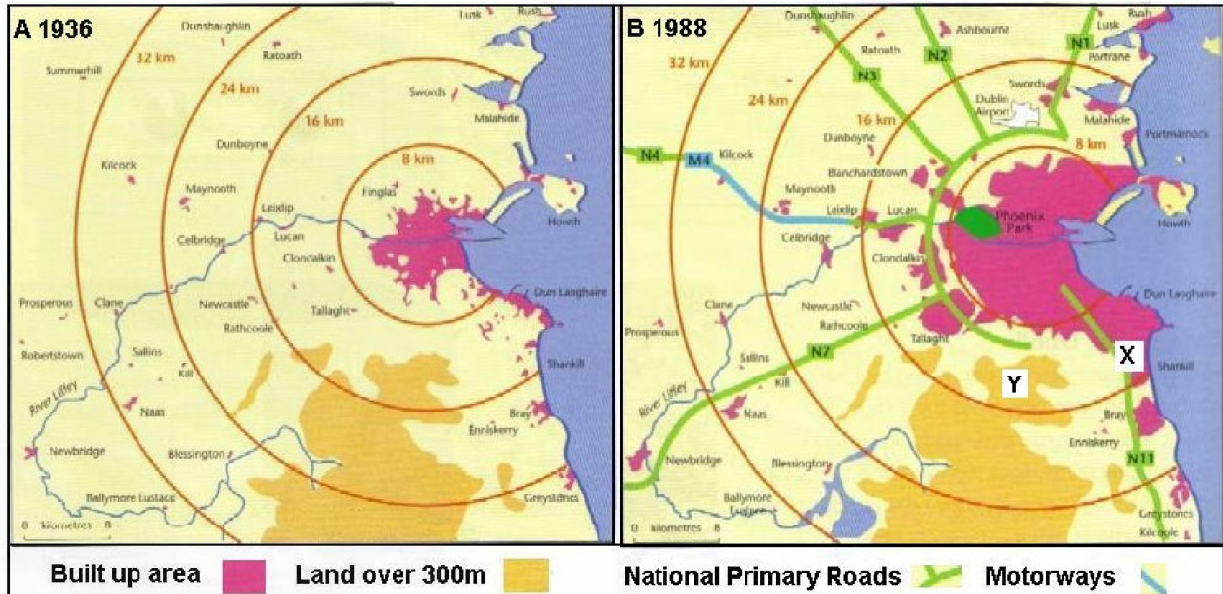 A 1936
Lusk
Rush
Dunshaughlin
Ratoath
32 km
Summerhill
24 km
Swords
Malahide
16 km
Dunboyne
8 km
Kilcock
Maynooth
Finglas
Leixlip
Howth
Lucan
Celbridge
Clondalkin
Prosperous
Clane
Newcastle
Tallaght
Dun Laoghaire
Rathcoole
Robertstown
Sallins
Kill
Shankill
River Liffey
Naas
Bray
Enniskerry
Newbridge
Blessington
Ballymore Eustace
Greystones
0 kilometres 8
B 1988
Dunshaughlin
Ashbourne
Rush
Lusk
N1
Ratoath
N2
Portrane
32 km
N3
Swords
24 km
Dublin
Airport
Malahide
16 km
Dunboyne
Portmarnock
8 km
N4
M4
Kilcock
Blanchardstown
Maynooth
Leixlip
Lucan
Phoenix
Park
Howth
Celbridge
Clondalkin
Dun Laoghaire
Clane
Newcastle
Prosperous
Rathcoole
Tallaght
N7
X
Sallins
Shankill
Kill
Y
River Liffey
Naas
Bray
Enniskerry
Newbridge
Blessington
N11
Ballymore
Eustace
Greystones
Kilcoole
0 kilometres 8
Built up area
Land over 300m
National Primary Roads
Motorways